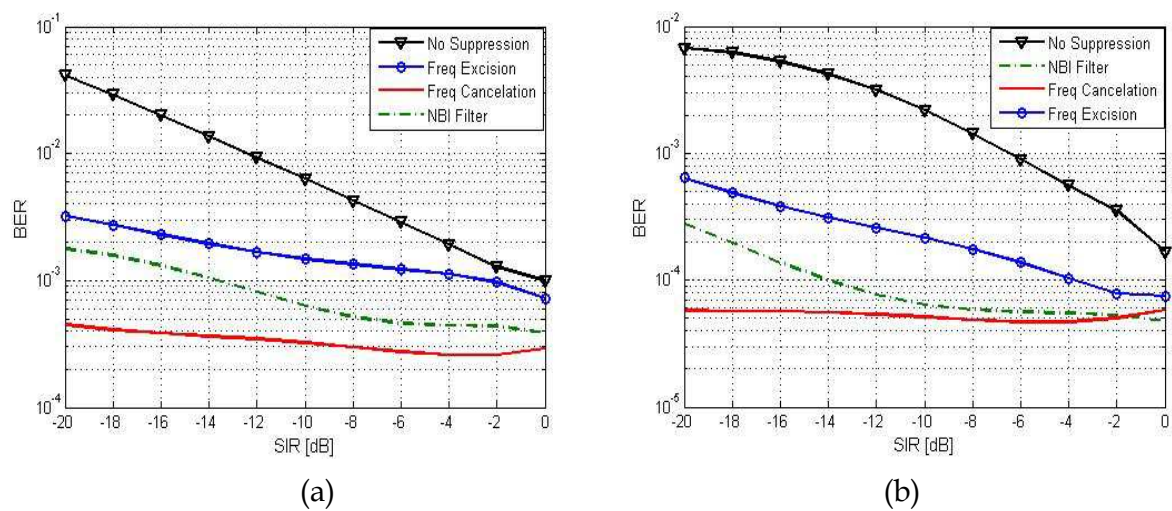 10^-1
10^-2
10^-3
10^-4
BER
-20 -18 -16 -14 -12 -10 -8 -6 -4 -2 0
SIR [dB]
No Suppression
Freq Excision
Freq Cancelation
NBI Filter
(a)
10^-2
10^-3
10^-4
10^-5
BER
-20 -18 -16 -14 -12 -10 -8 -6 -4 -2 0
SIR [dB]
No Suppression
NBI Filter
Freq Cancelation
Freq Excision
(b)